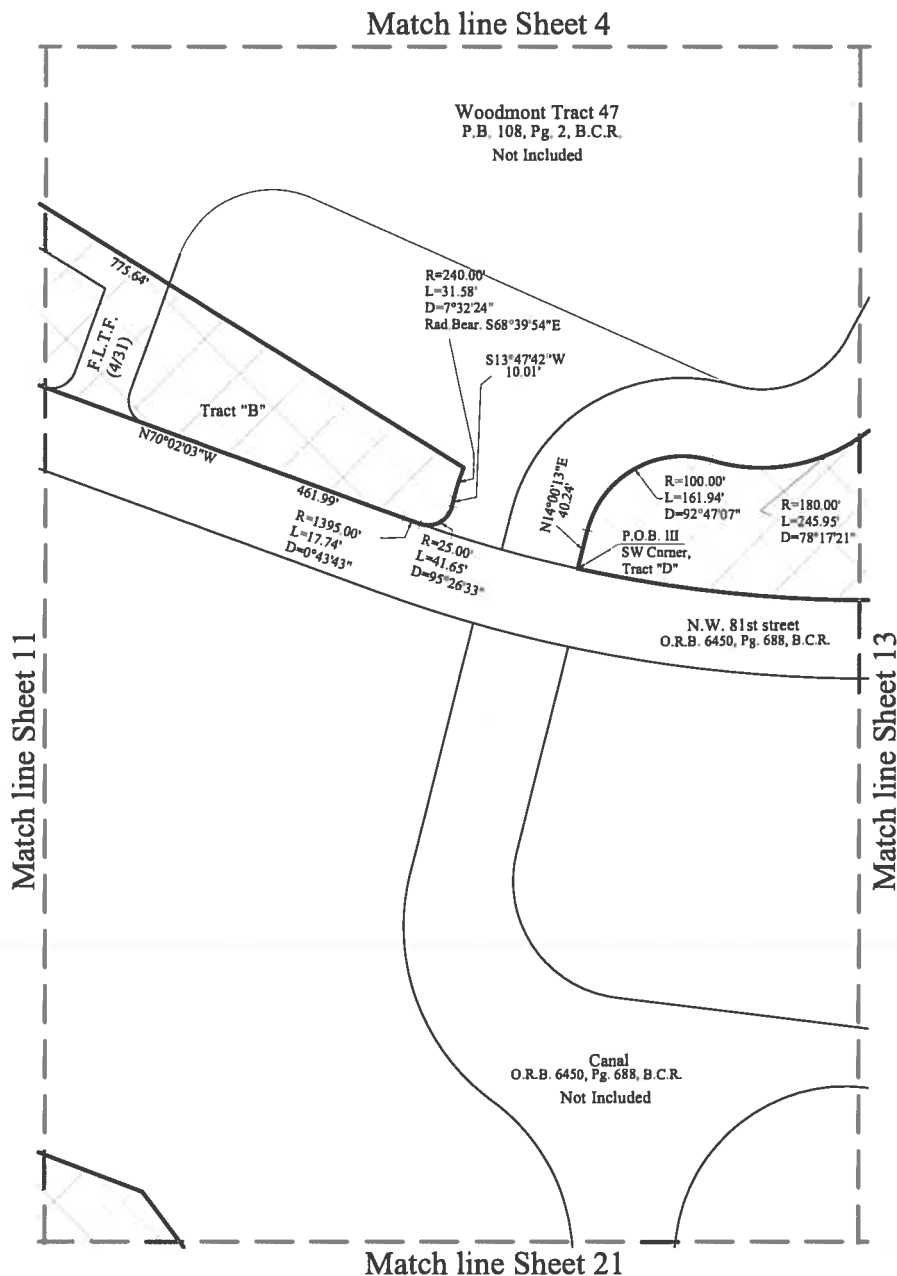 Match line Sheet 4
Woodmont Tract 47
P.B. 108, Pg. 2, B.C.R.
Not Included
775.64'
R=240.00'
L=31.58'
D=7°32'24"
Rad Bear. S68°39'54"E
S13°47'42"W
10.01'
F.L.T.F.
(4/31)
Tract "B"
N70°02'03"W
461.99'
R=1395.00'
L=17.74'
D=0°43'43"
R=25.00'
L=41.65'
D=95°26'33"
N14°00'13"E
40.24'
R=100.00'
L=161.94'
D=92°47'07"
R=180.00'
L=245.95'
D=78°17'21"
P.O.B. III
SW Cnrner,
Tract "D"
N.W. 81st street
O.R.B. 6450, Pg. 688, B.C.R.
Match line Sheet 11
Match line Sheet 13
Canal
O.R.B. 6450, Pg. 688, B.C.R.
Not Included
Match line Sheet 21